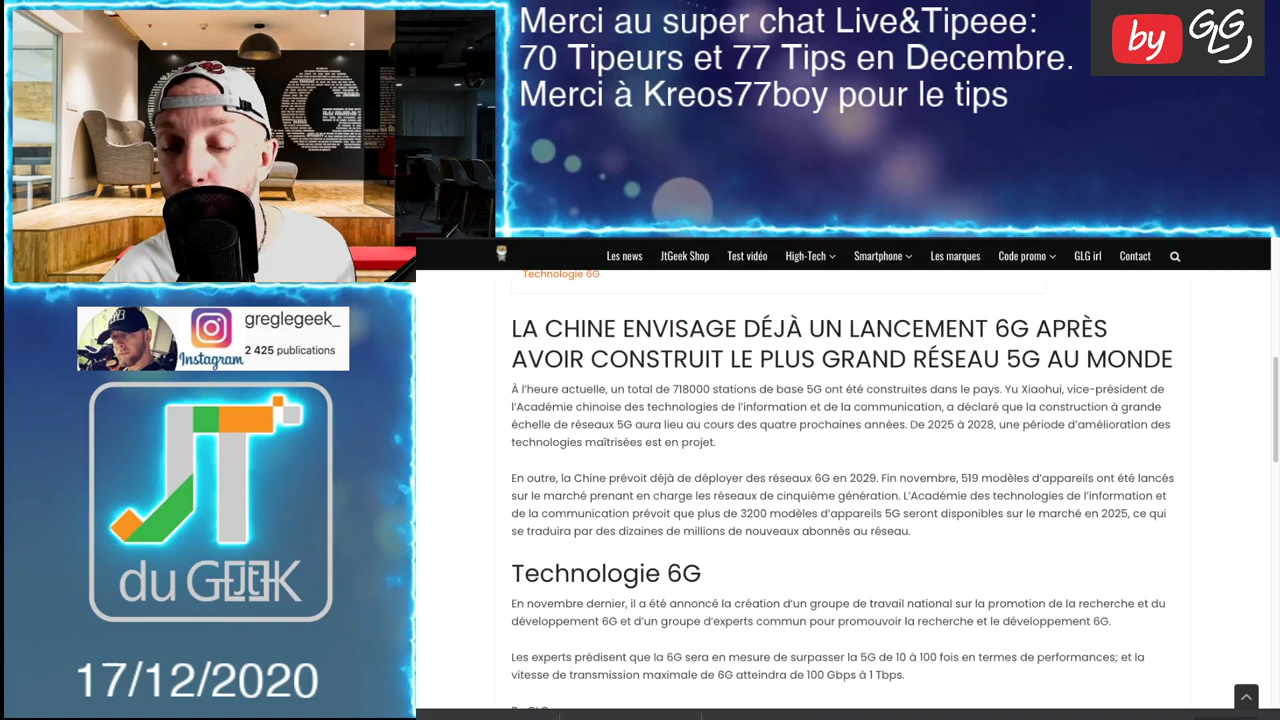 Merci au super chat Live&Tipeee:
70 Tipeurs et 77 Tips en Decembre.
Merci à Kreos77boy pour le tips
by GLG
Les news JtGeek Shop Test vidéo High-Tech Smartphone Les marques Code promo GLG irl Contact
Technologie 6G
LA CHINE ENVISAGE DÉJÀ UN LANCEMENT 6G APRÈS
AVOIR CONSTRUIT LE PLUS GRAND RÉSEAU 5G AU MONDE
À l'heure actuelle, un total de 718000 stations de base 5G ont été construites dans le pays. Yu Xiaohui, vice-président de
l'Académie chinoise des technologies de l'information et de la communication, a déclaré que la construction à grande
échelle de réseaux 5G aura lieu au cours des quatre prochaines années. De 2025 à 2028, une période d'amélioration des
technologies maîtrisées est en projet.
En outre, la Chine prévoit déjà de déployer des réseaux 6G en 2029. Fin novembre, 519 modèles d'appareils ont été lancés
sur le marché prenant en charge les réseaux de cinquième génération. L'Académie des technologies de l'information et
de la communication prévoit que plus de 3200 modèles d'appareils 5G seront disponibles sur le marché en 2025, ce qui
se traduira par des dizaines de millions de nouveaux abonnés au réseau.
Technologie 6G
En novembre dernier, il a été annoncé la création d'un groupe de travail national sur la promotion de la recherche et du
développement 6G et d'un groupe d'experts commun pour promouvoir la recherche et le développement 6G.
Les experts prédisent que la 6G sera en mesure de surpasser la 5G de 10 à 100 fois en termes de performances; et la
vitesse de transmission maximale de 6G atteindra de 100 Gbps à 1 Tbps.
greglegeek_
Instagram
2 425 publications
JT
du GEEK
17/12/2020